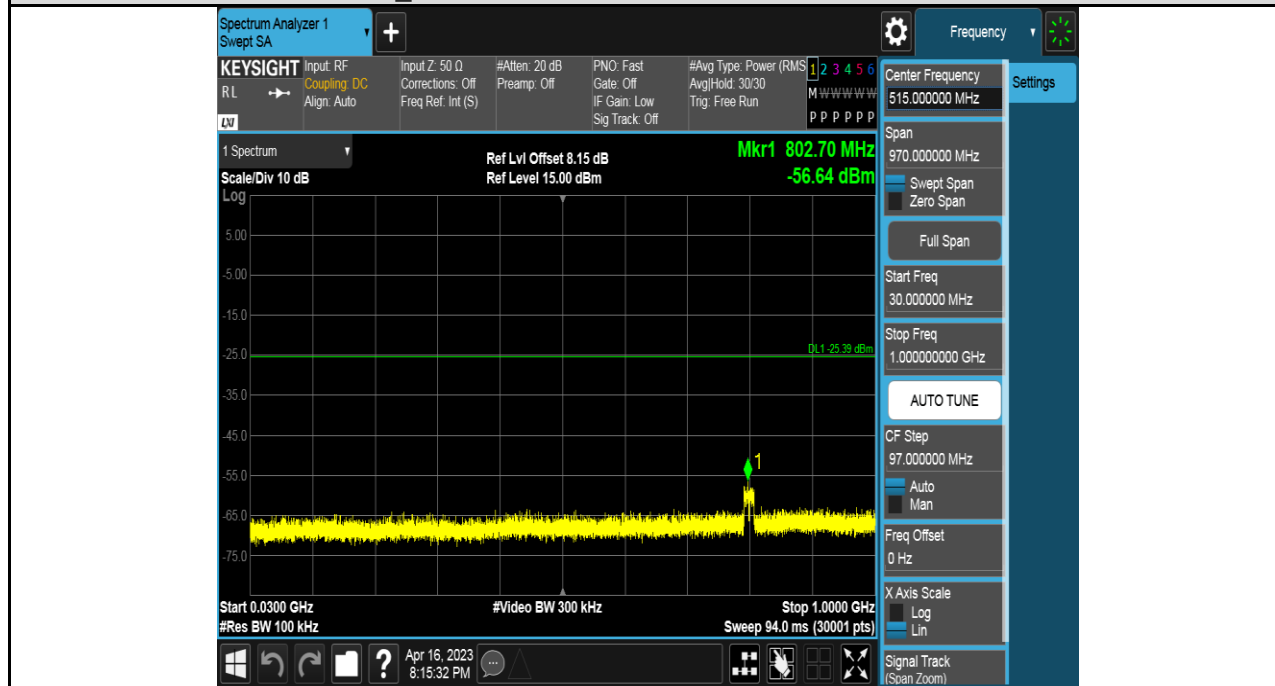 Spectrum Analyzer 1
Swept SA
+
Frequency
KEYSIGHT
RL
LXI
Input: RF
Coupling: DC
Align: Auto
Input Z: 50 Ω
Corrections: Off
Freq Ref: Int (S)
#Atten: 20 dB
Preamp: Off
PNO: Fast
Gate: Off
IF Gain: Low
Sig Track: Off
#Avg Type: Power (RMS
Avg|Hold: 30/30
Trig: Free Run
1 2 3 4 5 6
M W W W W W
P P P P P P
Center Frequency
515.000000 MHz
Settings
Span
970.000000 MHz
Swept Span
Zero Span
Full Span
Start Freq
30.000000 MHz
Stop Freq
1.000000000 GHz
AUTO TUNE
CF Step
97.000000 MHz
Auto
Man
Freq Offset
0 Hz
X Axis Scale
Log
Lin
Signal Track
(Span Zoom)
1 Spectrum
Scale/Div 10 dB
Ref Lvl Offset 8.15 dB
Ref Level 15.00 dBm
Mkr1 802.70 MHz
-56.64 dBm
Log
5.00
-5.00
-15.0
-25.0
DL1 -25.39 dBm
-35.0
-45.0
-55.0
1
-65.0
-75.0
Start 0.0300 GHz
#Res BW 100 kHz
#Video BW 300 kHz
Stop 1.0000 GHz
Sweep 94.0 ms (30001 pts)
?
Apr 16, 2023
8:15:32 PM